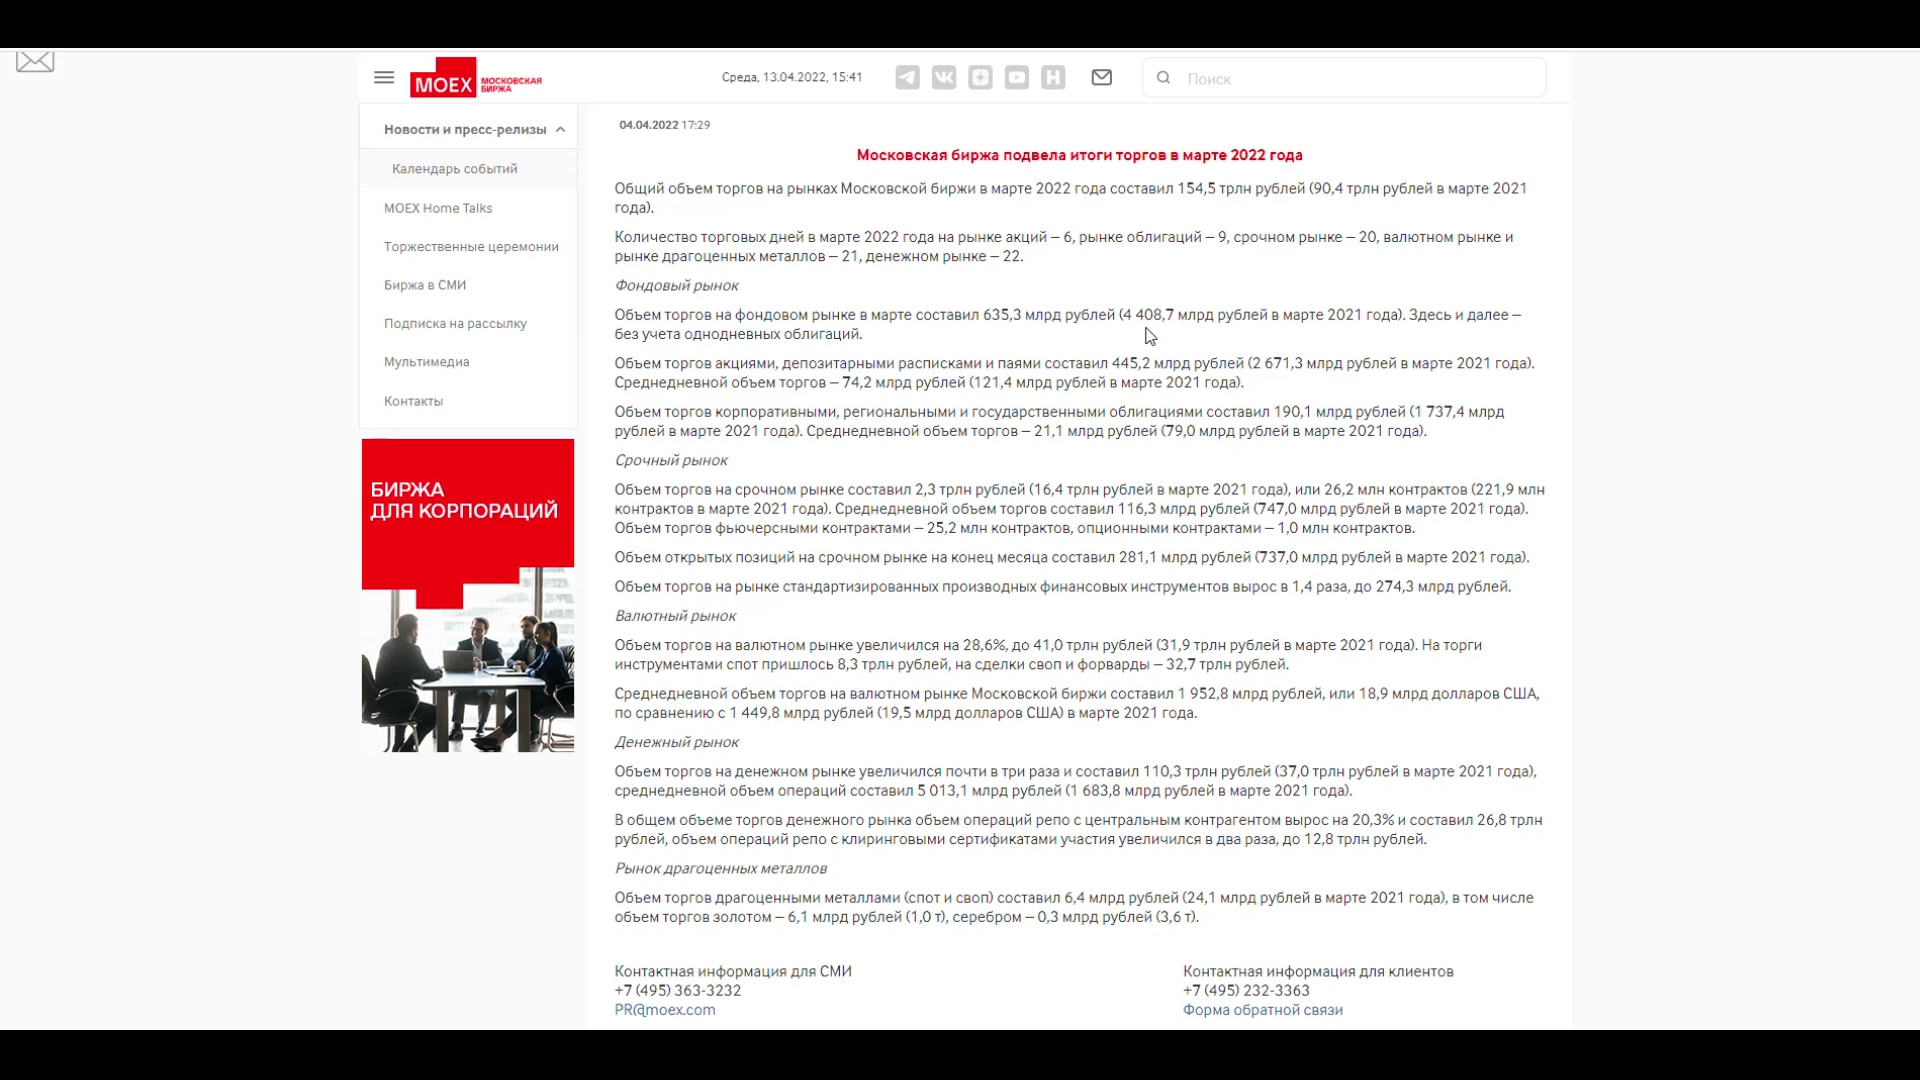 MOEX МОСКОВСКАЯ БИРЖА
Среда, 13.04.2022, 15:41
Поиск
Новости и пресс-релизы
Календарь событий
MOEX Home Talks
Торжественные церемонии
Биржа в СМИ
Подписка на рассылку
Мультимедиа
Контакты
БИРЖА
ДЛЯ КОРПОРАЦИЙ
04.04.2022 17:29
Московская биржа подвела итоги торгов в марте 2022 года
Общий объем торгов на рынках Московской биржи в марте 2022 года составил 154,5 трлн рублей (90,4 трлн рублей в марте 2021
года).
Количество торговых дней в марте 2022 года на рынке акций – 6, рынке облигаций – 9, срочном рынке – 20, валютном рынке и
рынке драгоценных металлов – 21, денежном рынке – 22.
Фондовый рынок
Объем торгов на фондовом рынке в марте составил 635,3 млрд рублей (4 408,7 млрд рублей в марте 2021 года). Здесь и далее –
без учета однодневных облигаций.
Объем торгов акциями, депозитарными расписками и паями составил 445,2 млрд рублей (2 671,3 млрд рублей в марте 2021 года).
Среднедневной объем торгов – 74,2 млрд рублей (121,4 млрд рублей в марте 2021 года).
Объем торгов корпоративными, региональными и государственными облигациями составил 190,1 млрд рублей (1 737,4 млрд
рублей в марте 2021 года). Среднедневной объем торгов – 21,1 млрд рублей (79,0 млрд рублей в марте 2021 года).
Срочный рынок
Объем торгов на срочном рынке составил 2,3 трлн рублей (16,4 трлн рублей в марте 2021 года), или 26,2 млн контрактов (221,9 млн
контрактов в марте 2021 года). Среднедневной объем торгов составил 116,3 млрд рублей (747,0 млрд рублей в марте 2021 года).
Объем торгов фьючерсными контрактами – 25,2 млн контрактов, опционными контрактами – 1,0 млн контрактов.
Объем открытых позиций на срочном рынке на конец месяца составил 281,1 млрд рублей (737,0 млрд рублей в марте 2021 года).
Объем торгов на рынке стандартизированных производных финансовых инструментов вырос в 1,4 раза, до 274,3 млрд рублей.
Валютный рынок
Объем торгов на валютном рынке увеличился на 28,6%, до 41,0 трлн рублей (31,9 трлн рублей в марте 2021 года). На торги
инструментами спот пришлось 8,3 трлн рублей, на сделки своп и форварды – 32,7 трлн рублей.
Среднедневной объем торгов на валютном рынке Московской биржи составил 1 952,8 млрд рублей, или 18,9 млрд долларов США,
по сравнению с 1 449,8 млрд рублей (19,5 млрд долларов США) в марте 2021 года.
Денежный рынок
Объем торгов на денежном рынке увеличился почти в три раза и составил 110,3 трлн рублей (37,0 трлн рублей в марте 2021 года),
среднедневной объем операций составил 5 013,1 млрд рублей (1 683,8 млрд рублей в марте 2021 года).
В общем объеме торгов денежного рынка объем операций репо с центральным контрагентом вырос на 20,3% и составил 26,8 трлн
рублей, объем операций репо с клиринговыми сертификатами участия увеличился в два раза, до 12,8 трлн рублей.
Рынок драгоценных металлов
Объем торгов драгоценными металлами (спот и своп) составил 6,4 млрд рублей (24,1 млрд рублей в марте 2021 года), в том числе
объем торгов золотом – 6,1 млрд рублей (1,0 т), серебром – 0,3 млрд рублей (3,6 т).
Контактная информация для СМИ
+7 (495) 363-3232
PR@moex.com
Контактная информация для клиентов
+7 (495) 232-3363
Форма обратной связи